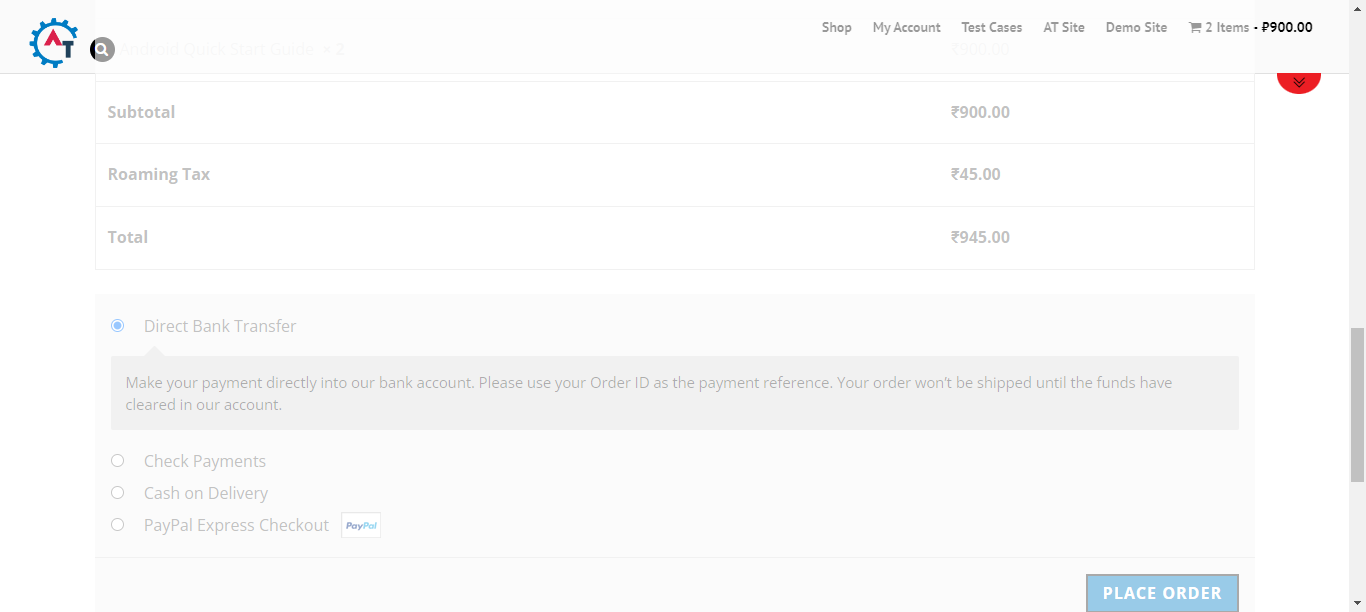 AT
Shop My Account Test Cases AT Site Demo Site 2 Items - ₽900.00
Android Quick Start Guide × 2 ₹900.00
Subtotal ₹900.00
Roaming Tax ₹45.00
Total ₹945.00
Direct Bank Transfer
Make your payment directly into our bank account. Please use your Order ID as the payment reference. Your order won't be shipped until the funds have
cleared in our account.
Check Payments
Cash on Delivery
PayPal Express Checkout PayPal
PLACE ORDER